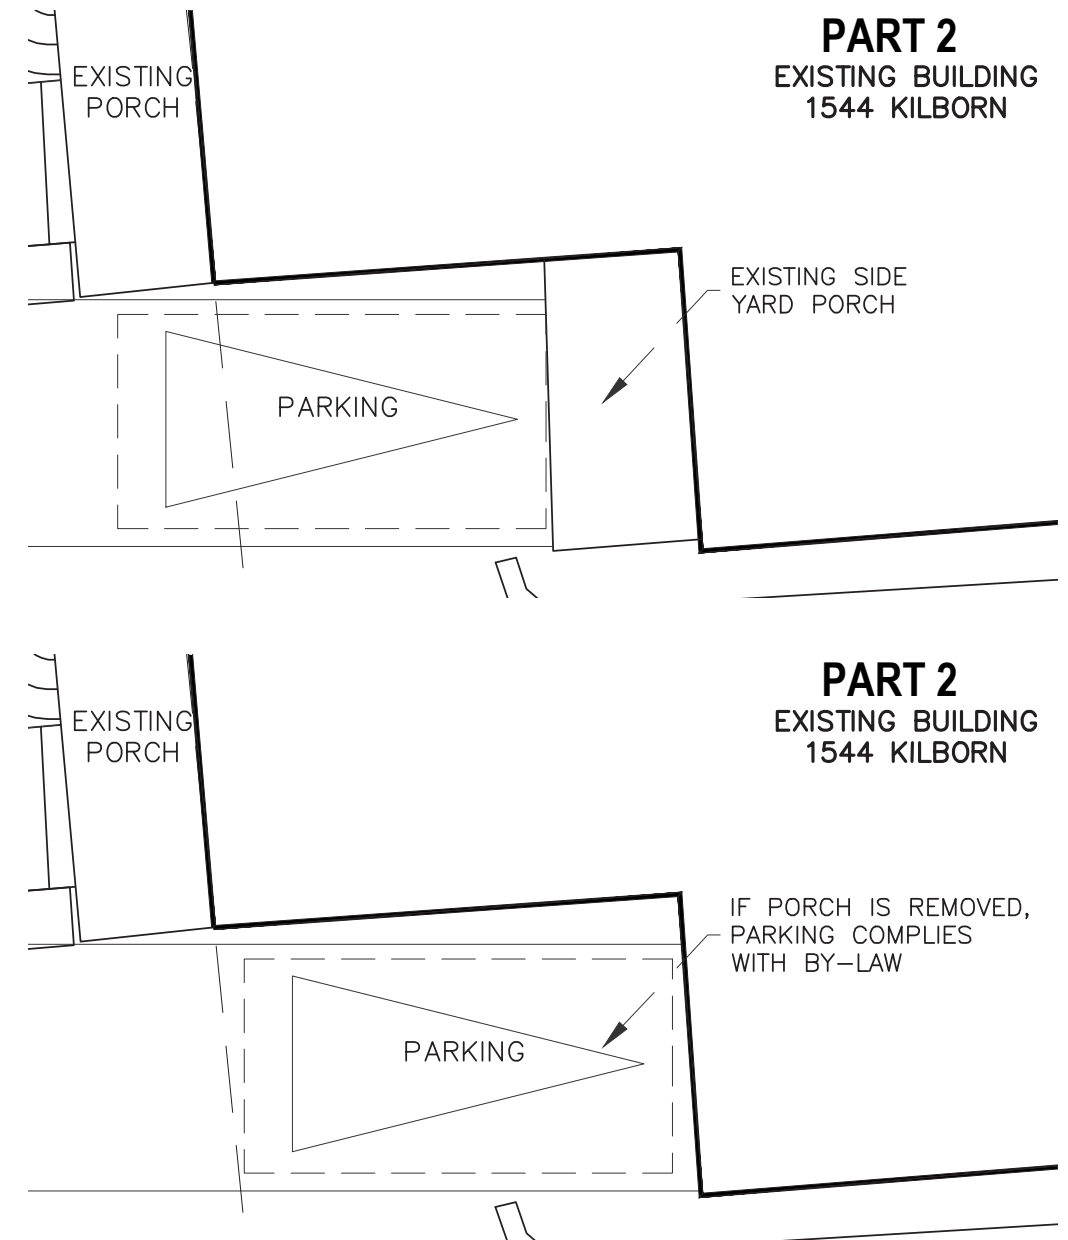 PART 2
EXISTING BUILDING
1544 KILBORN
EXISTING
PORCH
EXISTING SIDE
YARD PORCH
PARKING
PART 2
EXISTING BUILDING
1544 KILBORN
EXISTING
PORCH
IF PORCH IS REMOVED,
PARKING COMPLIES
WITH BY-LAW
PARKING